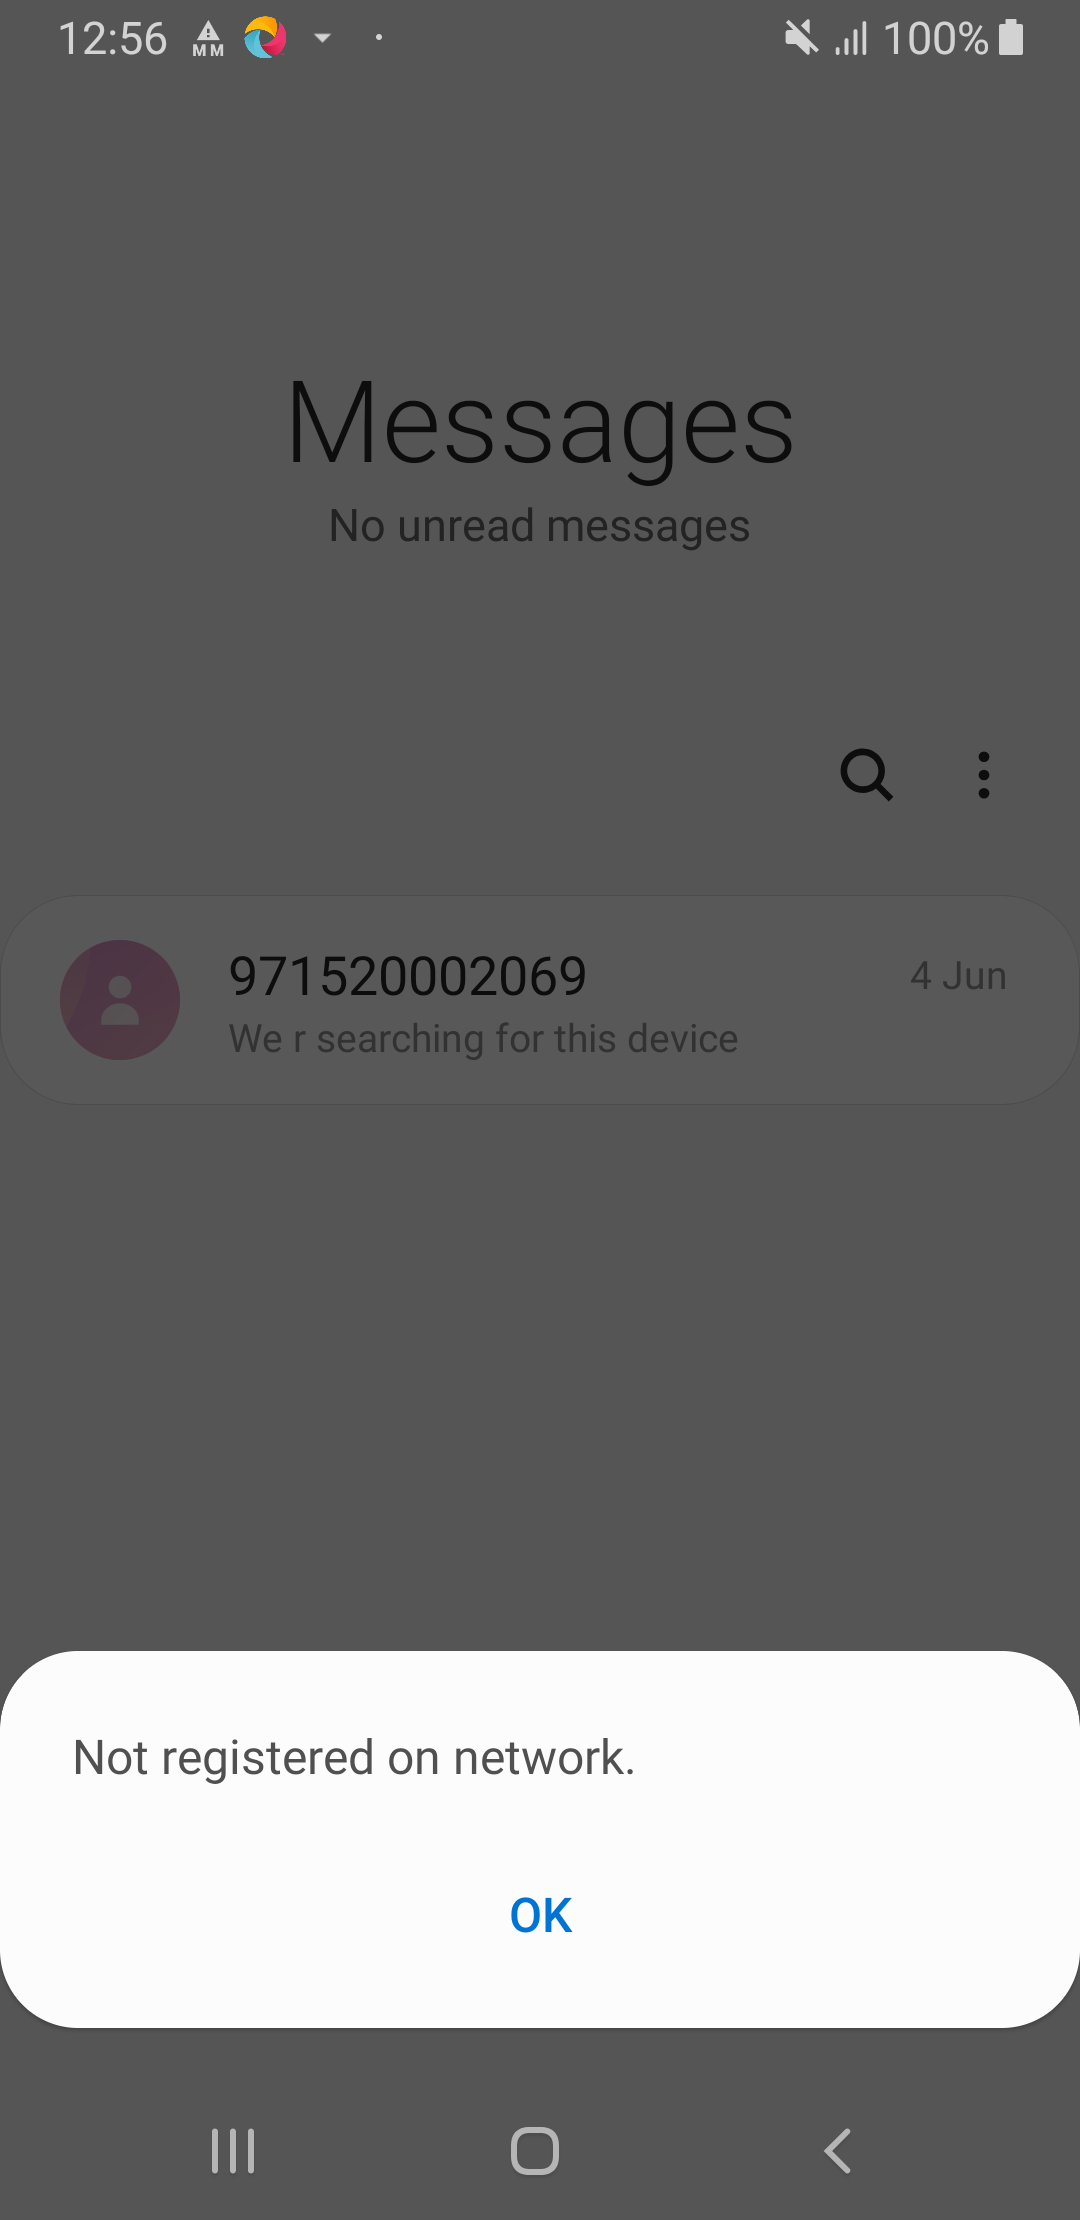 12:56 MM 100%
Messages
No unread messages
971520002069 4 Jun
We r searching for this device
Not registered on network.
OK